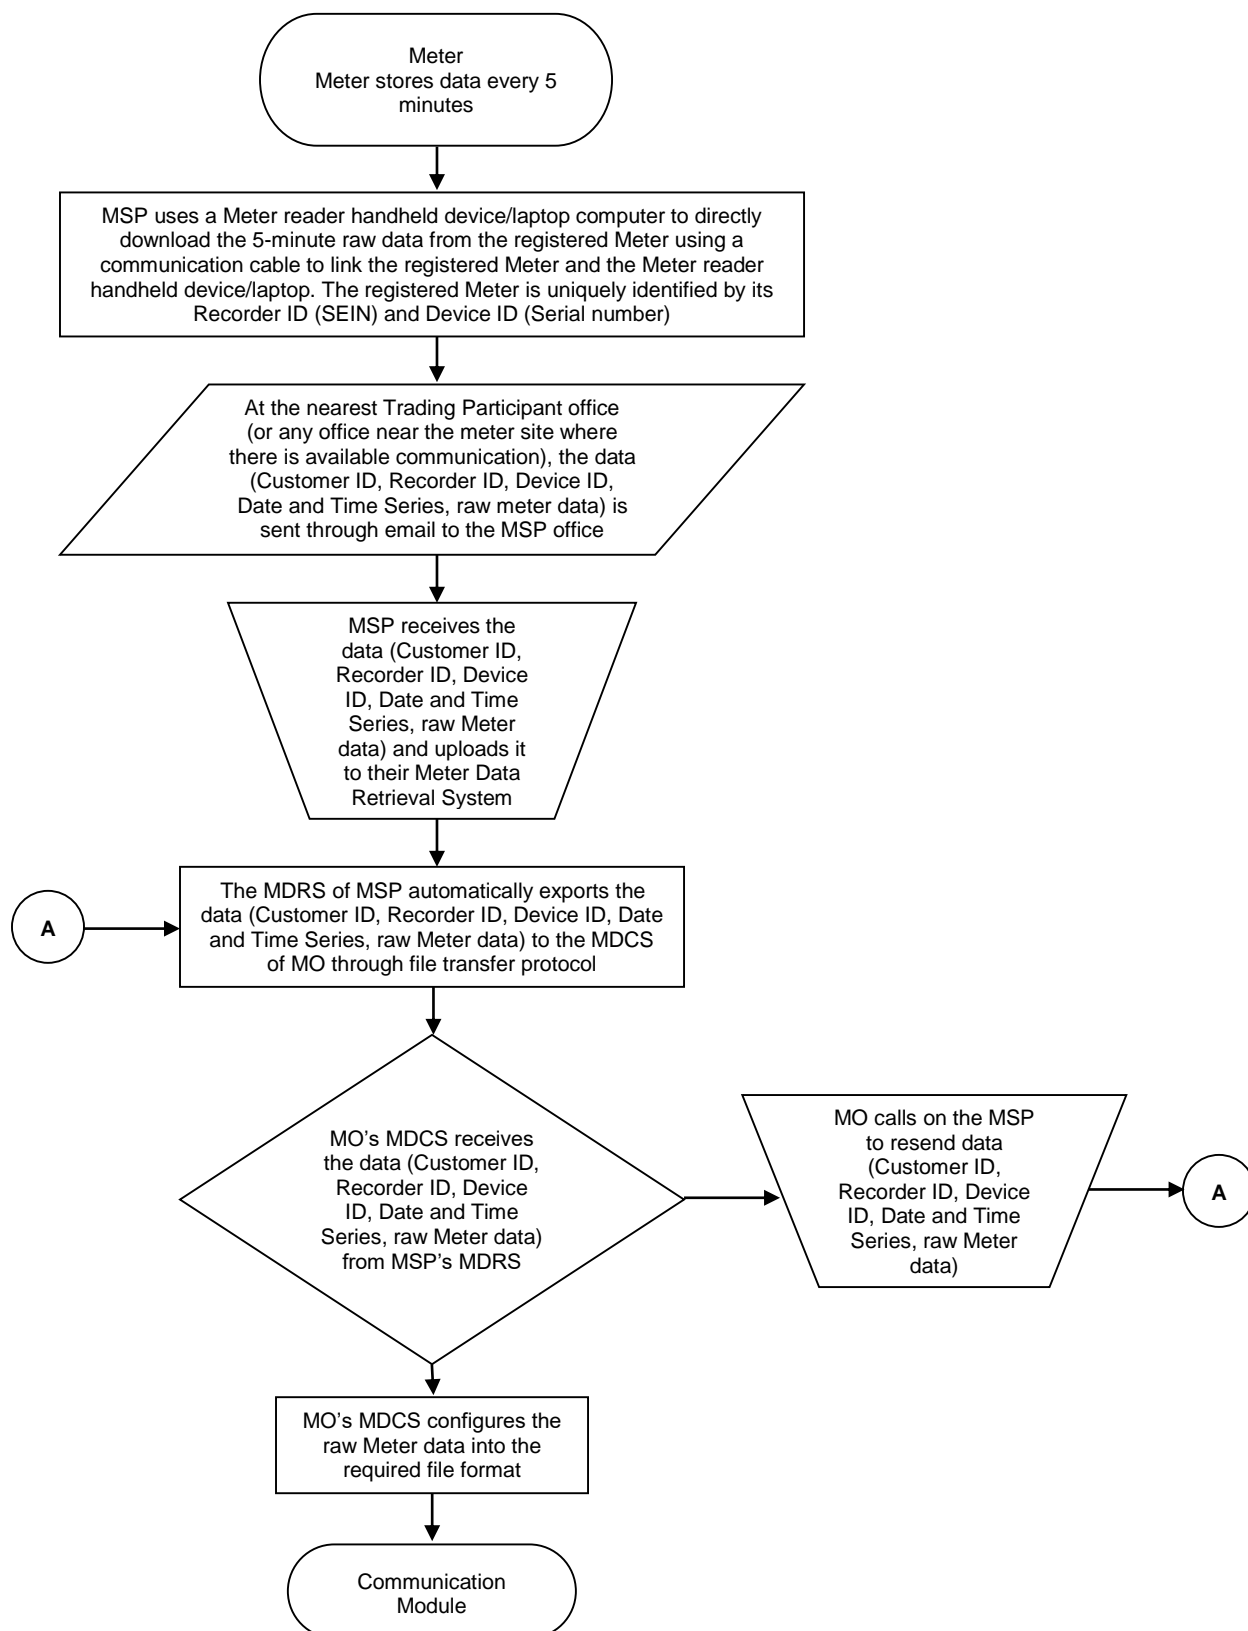 Meter
Meter stores data every 5
minutes
MSP uses a Meter reader handheld device/laptop computer to directly
download the 5-minute raw data from the registered Meter using a
communication cable to link the registered Meter and the Meter reader
handheld device/laptop. The registered Meter is uniquely identified by its
Recorder ID (SEIN) and Device ID (Serial number)
At the nearest Trading Participant office
(or any office near the meter site where
there is available communication), the data
(Customer ID, Recorder ID, Device ID,
Date and Time Series, raw meter data) is
sent through email to the MSP office
MSP receives the
data (Customer ID,
Recorder ID, Device
ID, Date and Time
Series, raw Meter
data) and uploads it
to their Meter Data
Retrieval System
A
The MDRS of MSP automatically exports the
data (Customer ID, Recorder ID, Device ID, Date
and Time Series, raw Meter data) to the MDCS
of MO through file transfer protocol
MO’s MDCS receives
the data (Customer ID,
Recorder ID, Device
ID, Date and Time
Series, raw Meter data)
from MSP’s MDRS
MO calls on the MSP
to resend data
(Customer ID,
Recorder ID, Device
ID, Date and Time
Series, raw Meter
data)
A
MO’s MDCS configures the
raw Meter data into the
required file format
Communication
Module